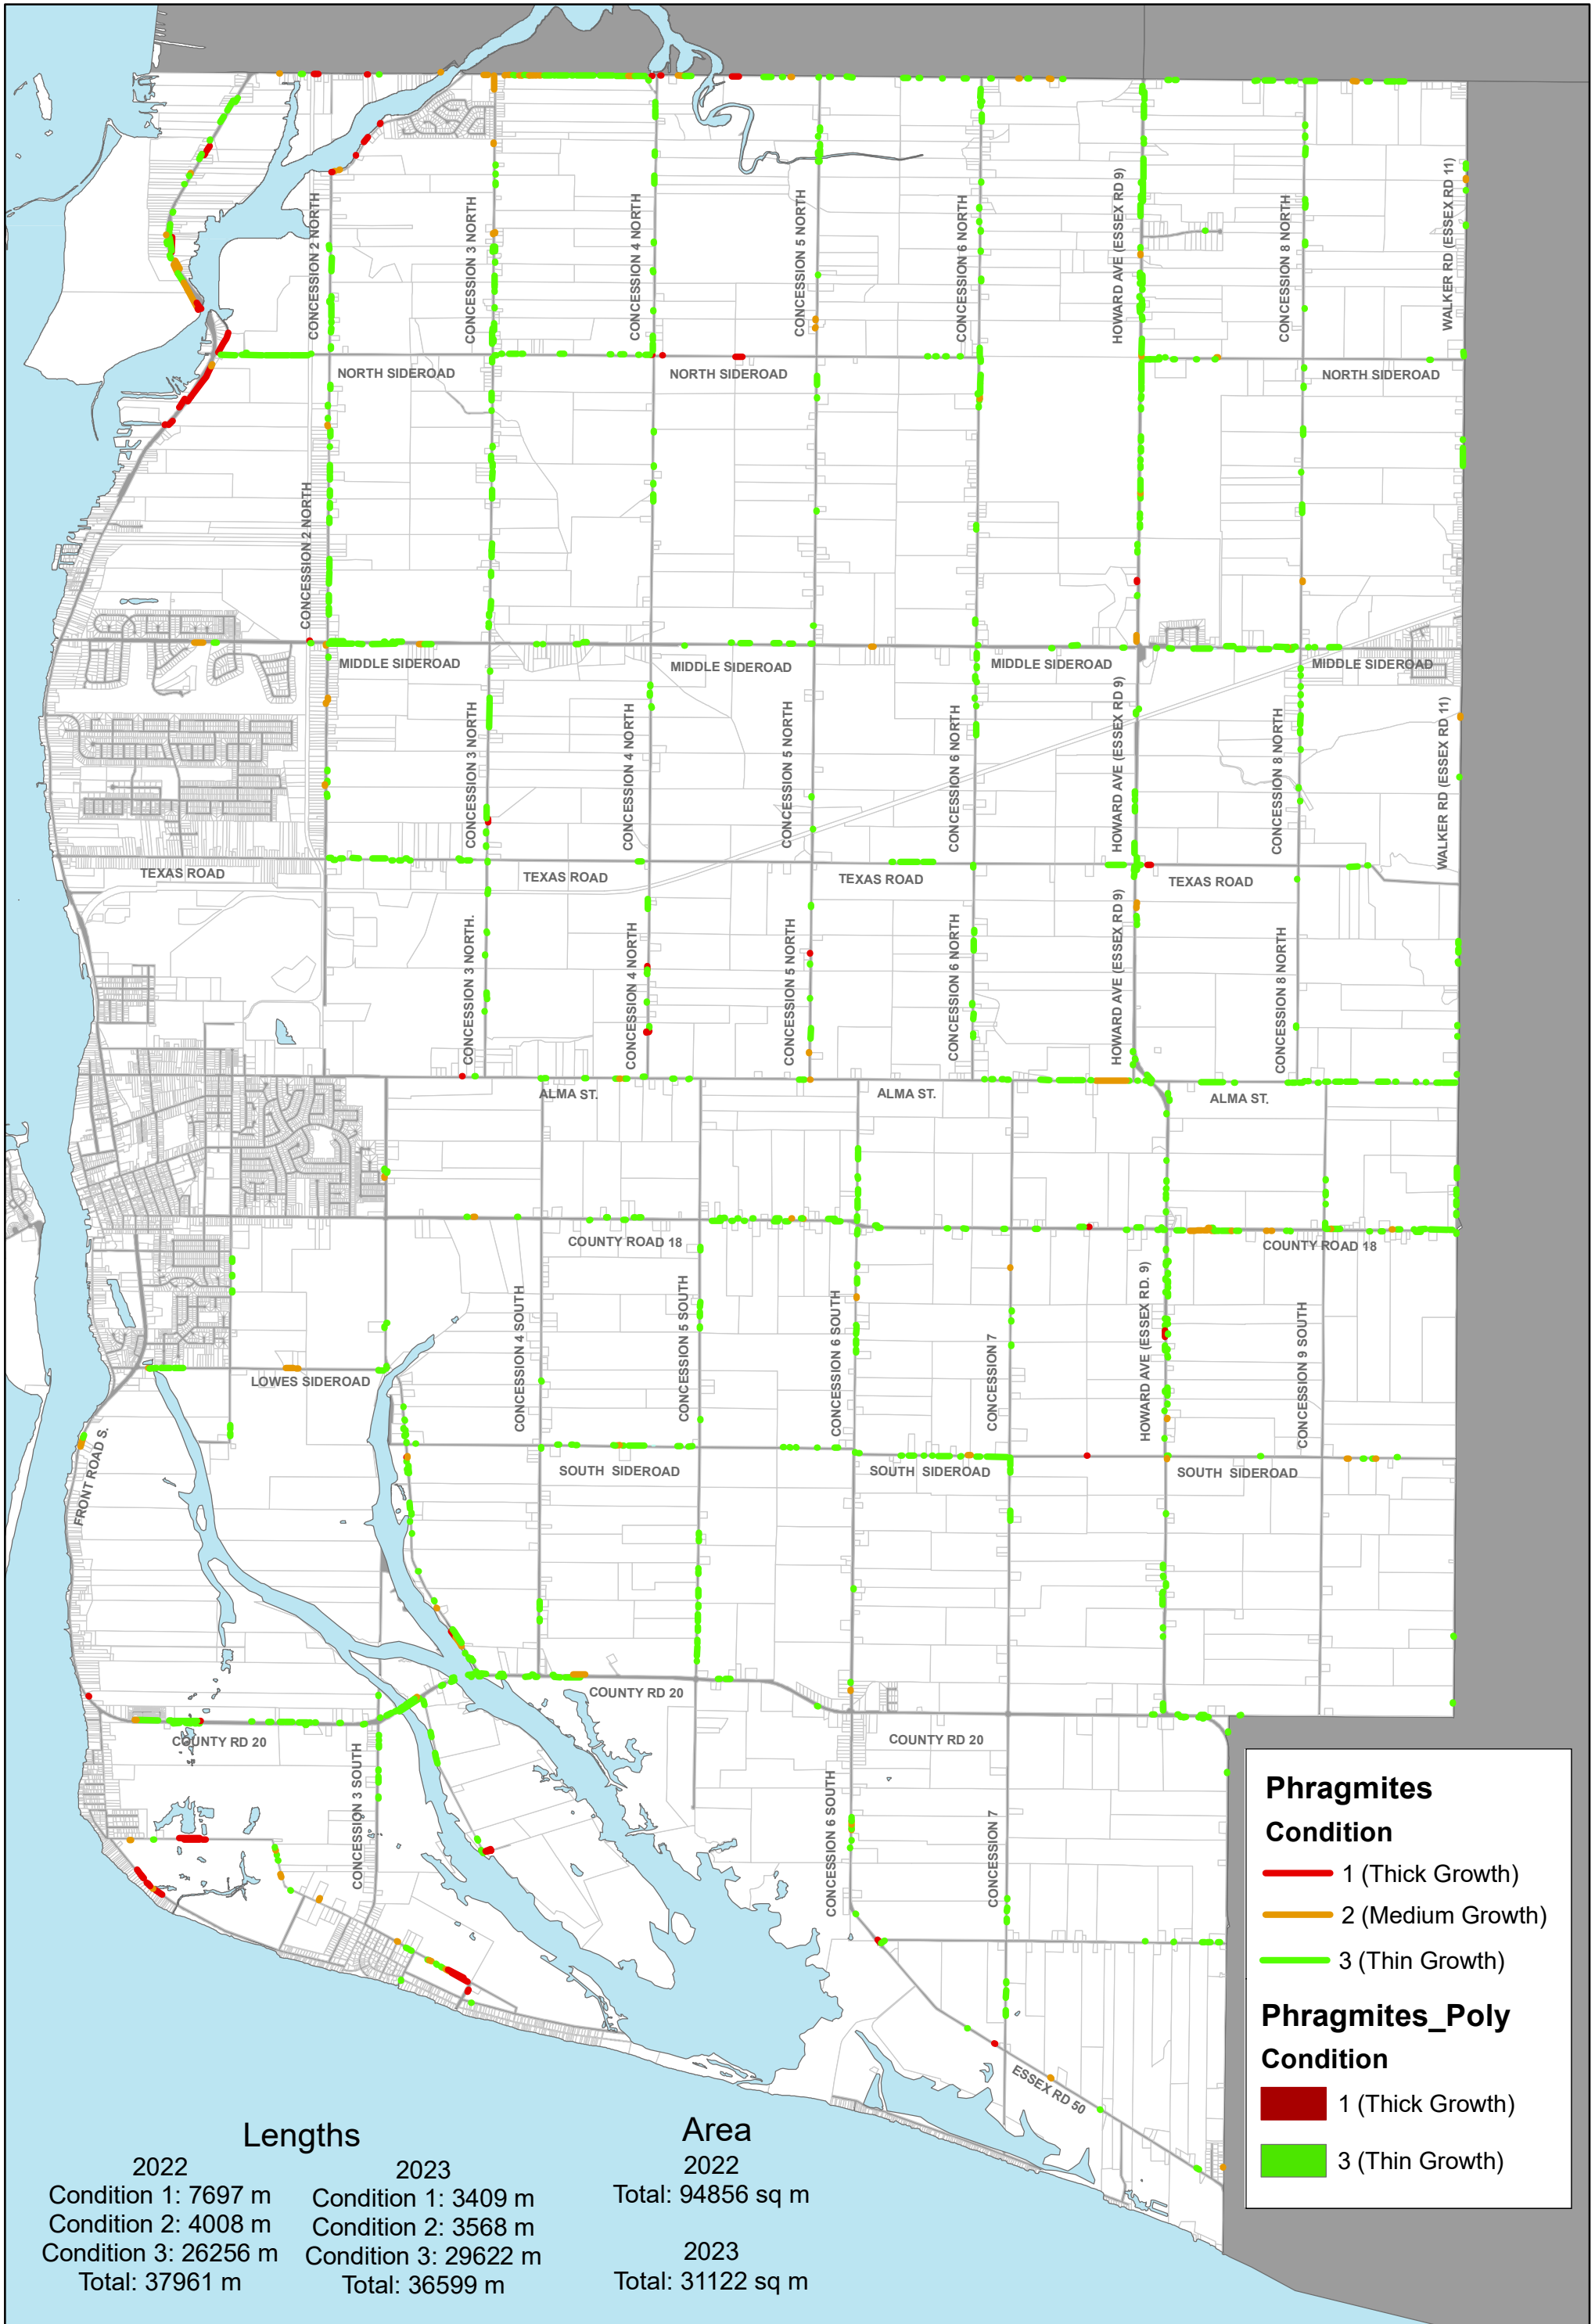 CONCESSION 2 NORTH
CONCESSION 3 NORTH
CONCESSION 4 NORTH
CONCESSION 5 NORTH
CONCESSION 6 NORTH
HOWARD AVE (ESSEX RD 9)
CONCESSION 8 NORTH
WALKER RD (ESSEX RD 11)
NORTH SIDEROAD
NORTH SIDEROAD
NORTH SIDEROAD
CONCESSION 2 NORTH
MIDDLE SIDEROAD
MIDDLE SIDEROAD
MIDDLE SIDEROAD
MIDDLE SIDEROAD
CONCESSION 3 NORTH
CONCESSION 4 NORTH
CONCESSION 5 NORTH
CONCESSION 6 NORTH
HOWARD AVE (ESSEX RD 9)
CONCESSION 8 NORTH
WALKER RD (ESSEX RD 11)
TEXAS ROAD
TEXAS ROAD
TEXAS ROAD
TEXAS ROAD
CONCESSION 3 NORTH.
CONCESSION 4 NORTH
CONCESSION 5 NORTH
CONCESSION 6 NORTH
HOWARD AVE (ESSEX RD 9)
CONCESSION 8 NORTH
ALMA ST.
ALMA ST.
ALMA ST.
COUNTY ROAD 18
COUNTY ROAD 18
CONCESSION 4 SOUTH
CONCESSION 5 SOUTH
CONCESSION 6 SOUTH
CONCESSION 7
HOWARD AVE (ESSEX RD. 9)
CONCESSION 9 SOUTH
LOWES SIDEROAD
FRONT ROAD S.
SOUTH SIDEROAD
SOUTH SIDEROAD
SOUTH SIDEROAD
COUNTY RD 20
COUNTY RD 20
COUNTY RD 20
CONCESSION 3 SOUTH
CONCESSION 6 SOUTH
CONCESSION 7
ESSEX RD 50
Phragmites
Condition
1 (Thick Growth)
2 (Medium Growth)
3 (Thin Growth)
Phragmites_Poly
Condition
1 (Thick Growth)
3 (Thin Growth)
Lengths
2022
Condition 1: 7697 m
Condition 2: 4008 m
Condition 3: 26256 m
Total: 37961 m
2023
Condition 1: 3409 m
Condition 2: 3568 m
Condition 3: 29622 m
Total: 36599 m
Area
2022
Total: 94856 sq m
2023
Total: 31122 sq m